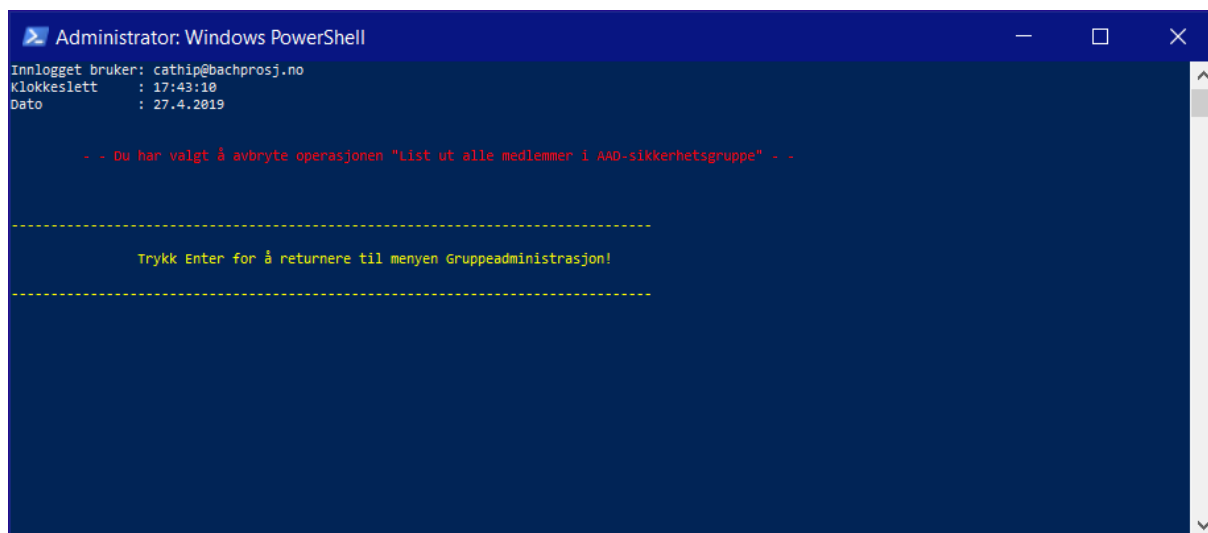 Administrator: Windows PowerShell
Innlogget bruker: cathip@bachprosj.no
Klokkeslett     : 17:43:10
Dato            : 27.4.2019
- - Du har valgt å avbryte operasjonen "List ut alle medlemmer i AAD-sikkerhetsgruppe" - -
---------------------------------------------------------------------------------
Trykk Enter for å returnere til menyen Gruppeadministrasjon!
---------------------------------------------------------------------------------